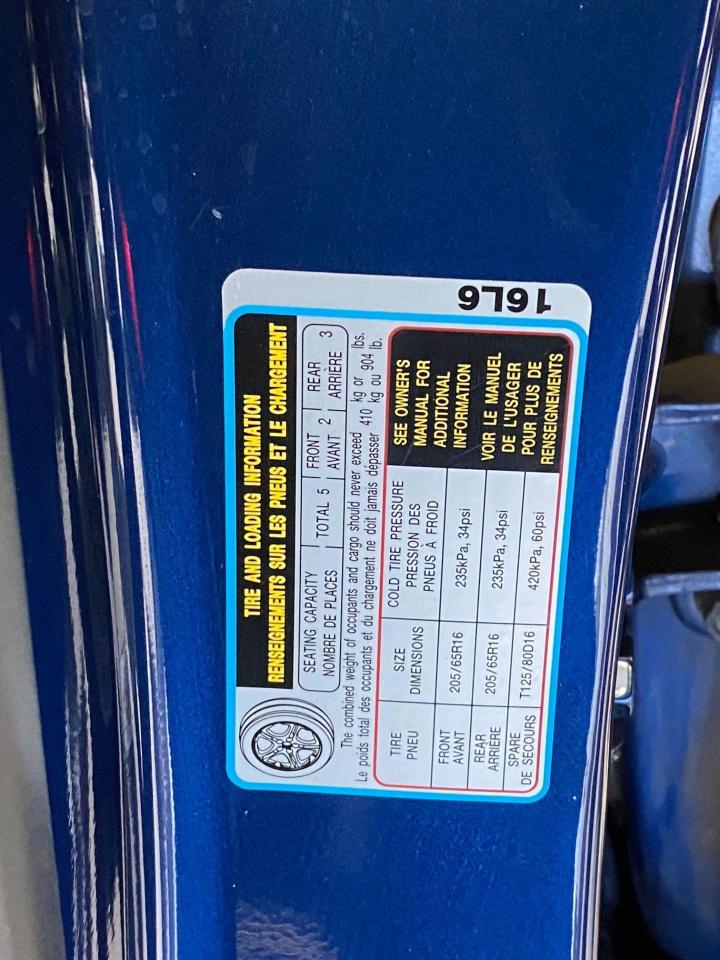 TIRE AND LOADING INFORMATION
RENSEIGNEMENTS SUR LES PNEUS ET LE CHARGEMENT
SEATING CAPACITY TOTAL 5 FRONT 2 REAR 3
NOMBRE DE PLACES AVANT ARRIÈRE
The combined weight of occupants and cargo should never exceed 410 kg or 904 lbs.
Le poids total des occupants et du chargement ne doit jamais dépasser 410 kg ou 904 lb.
TIRE SIZE COLD TIRE PRESSURE
PNEU DIMENSIONS PRESSION DES
PNEUS À FROID
FRONT 205/65R16 235kPa, 34psi
AVANT
REAR 205/65R16 235kPa, 34psi
ARRIÈRE
SPARE T125/80D16 420kPa, 60psi
DE SECOURS
SEE OWNER'S
MANUAL FOR
ADDITIONAL
INFORMATION
VOIR LE MANUEL
DE L'USAGER
POUR PLUS DE
RENSEIGNEMENTS
16L6